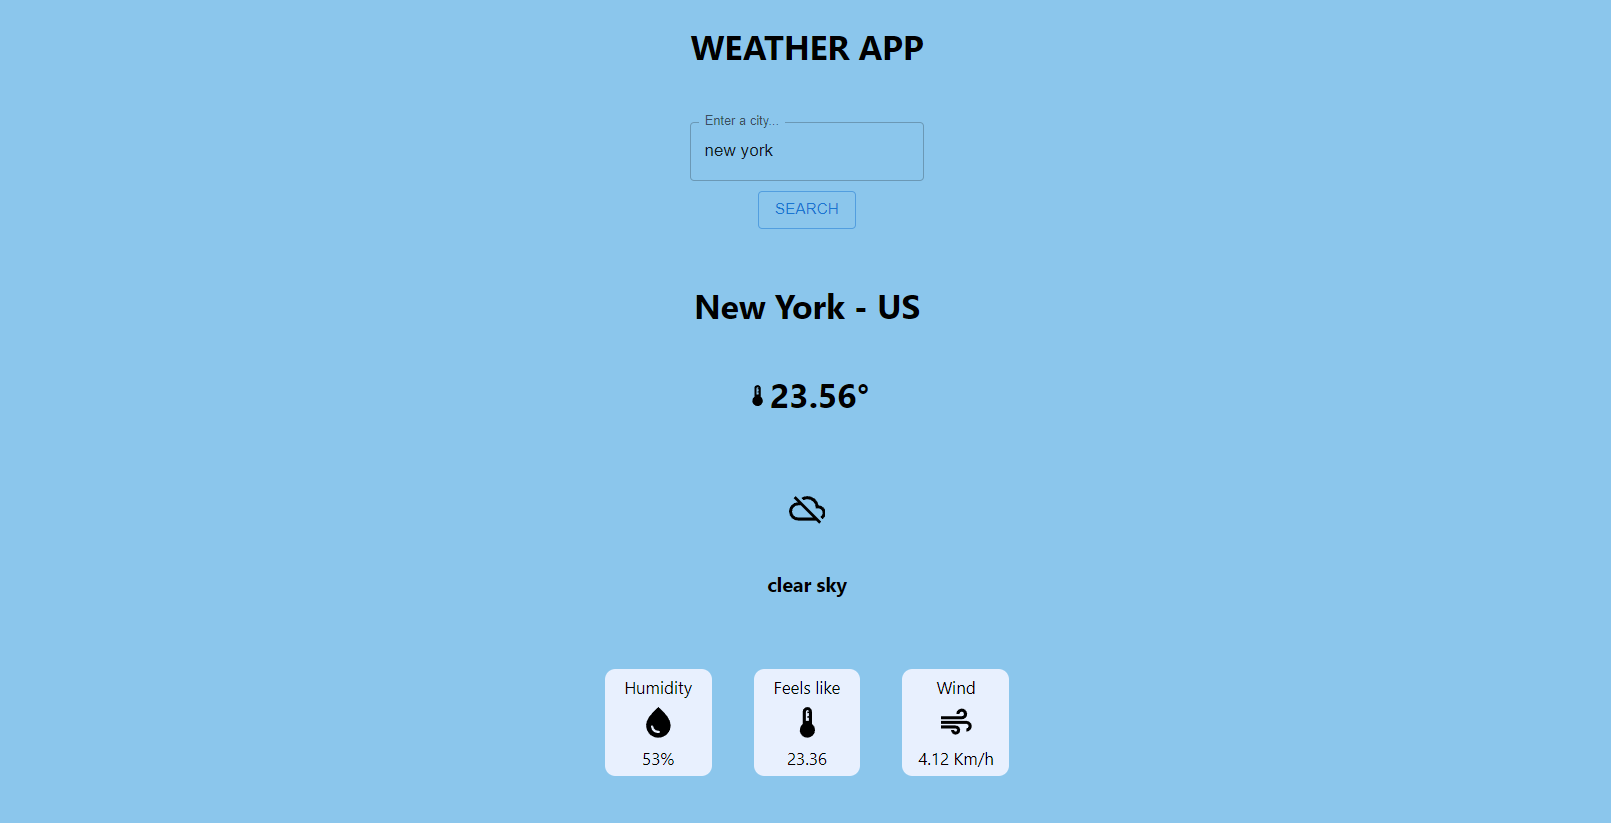 WEATHER APP
Enter a city...
new york
SEARCH
New York - US
23.56°
clear sky
Humidity
53%
Feels like
23.36
Wind
4.12 Km/h